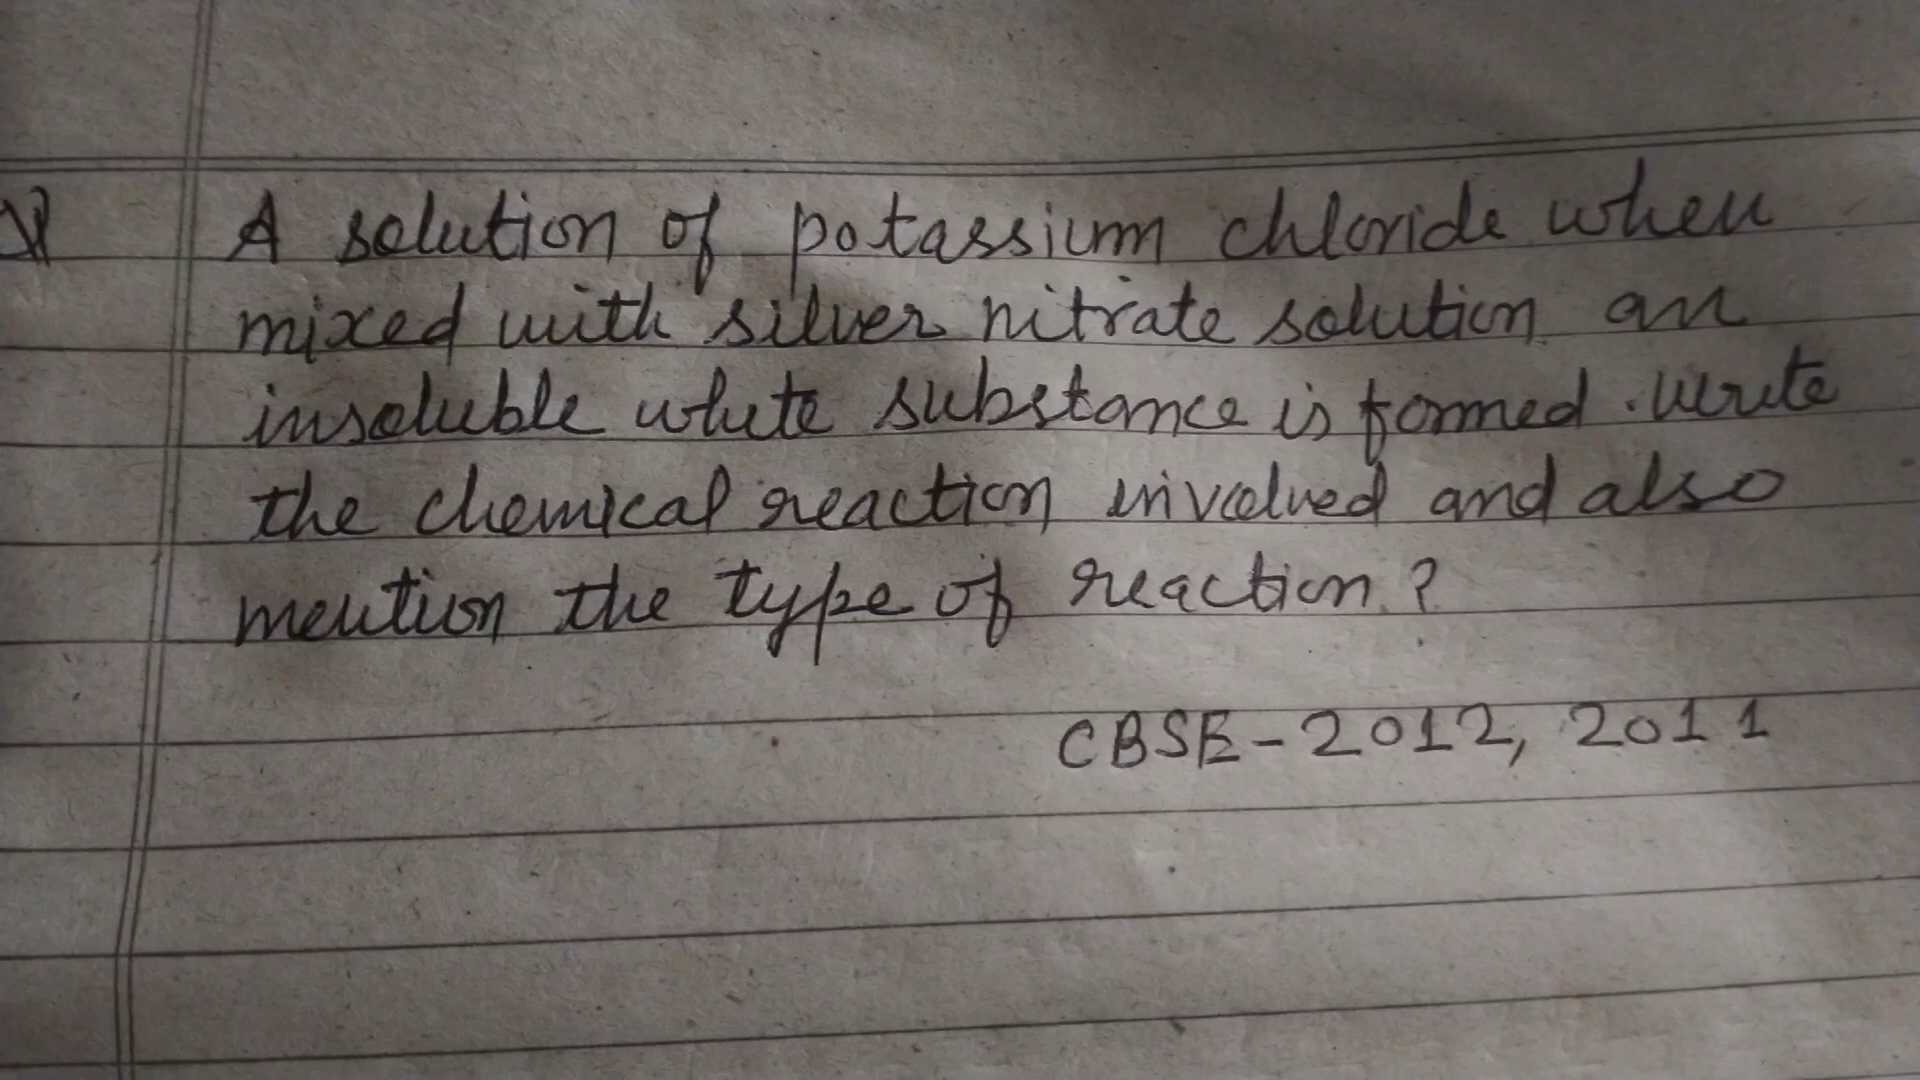 Q A solution of potassium chloride when
mixed with silver nitrate solution an
insoluble white substance is formed. Write
the chemical reaction involved and also
mention the type of reaction?
CBSE-2012, 2011